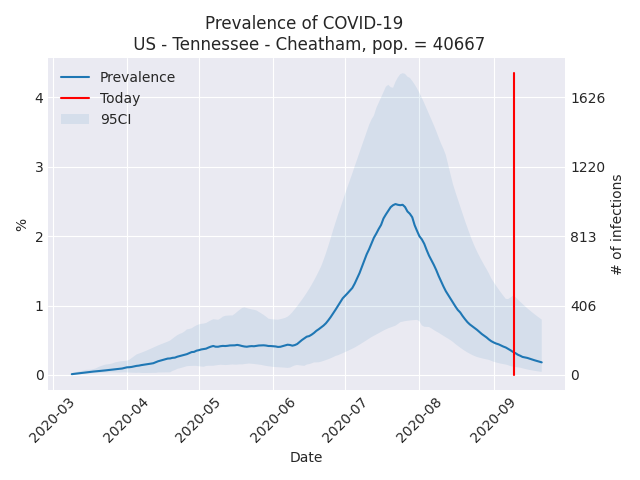 Prevalence of COVID-19
US - Tennessee - Cheatham, pop. = 40667
Prevalence
Today
95CI
4
3
2
1
0
%
1626
1220
813
406
0
# of infections
2020-03
2020-04
2020-05
2020-06
2020-07
2020-08
2020-09
Date